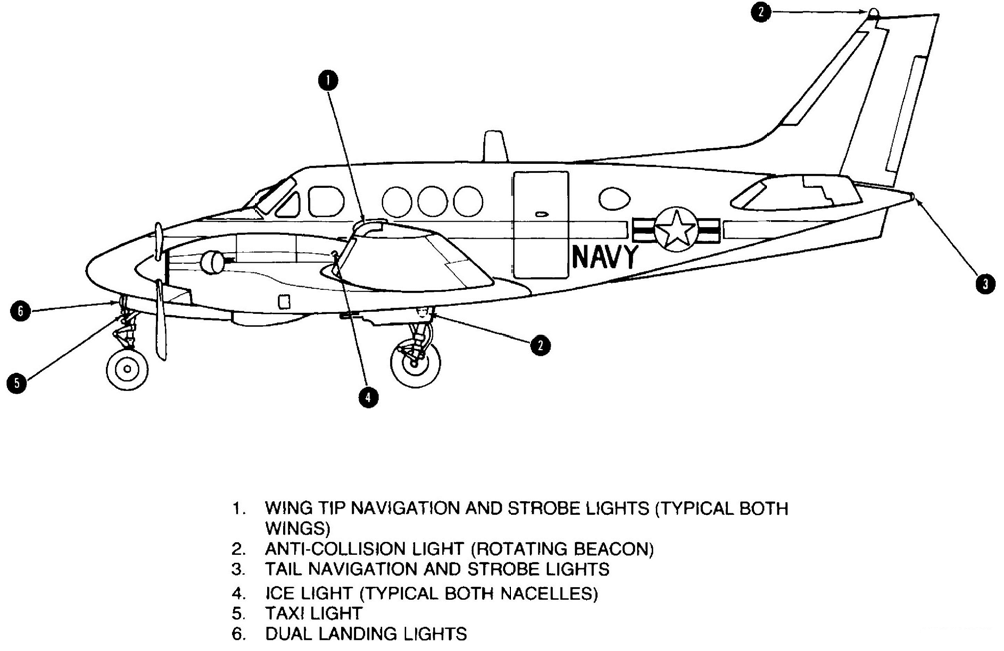 2
1
NAVY
3
6
2
5
4
1. WING TIP NAVIGATION AND STROBE LIGHTS (TYPICAL BOTH
WINGS)
2. ANTI-COLLISION LIGHT (ROTATING BEACON)
3. TAIL NAVIGATION AND STROBE LIGHTS
4. ICE LIGHT (TYPICAL BOTH NACELLES)
5. TAXI LIGHT
6. DUAL LANDING LIGHTS